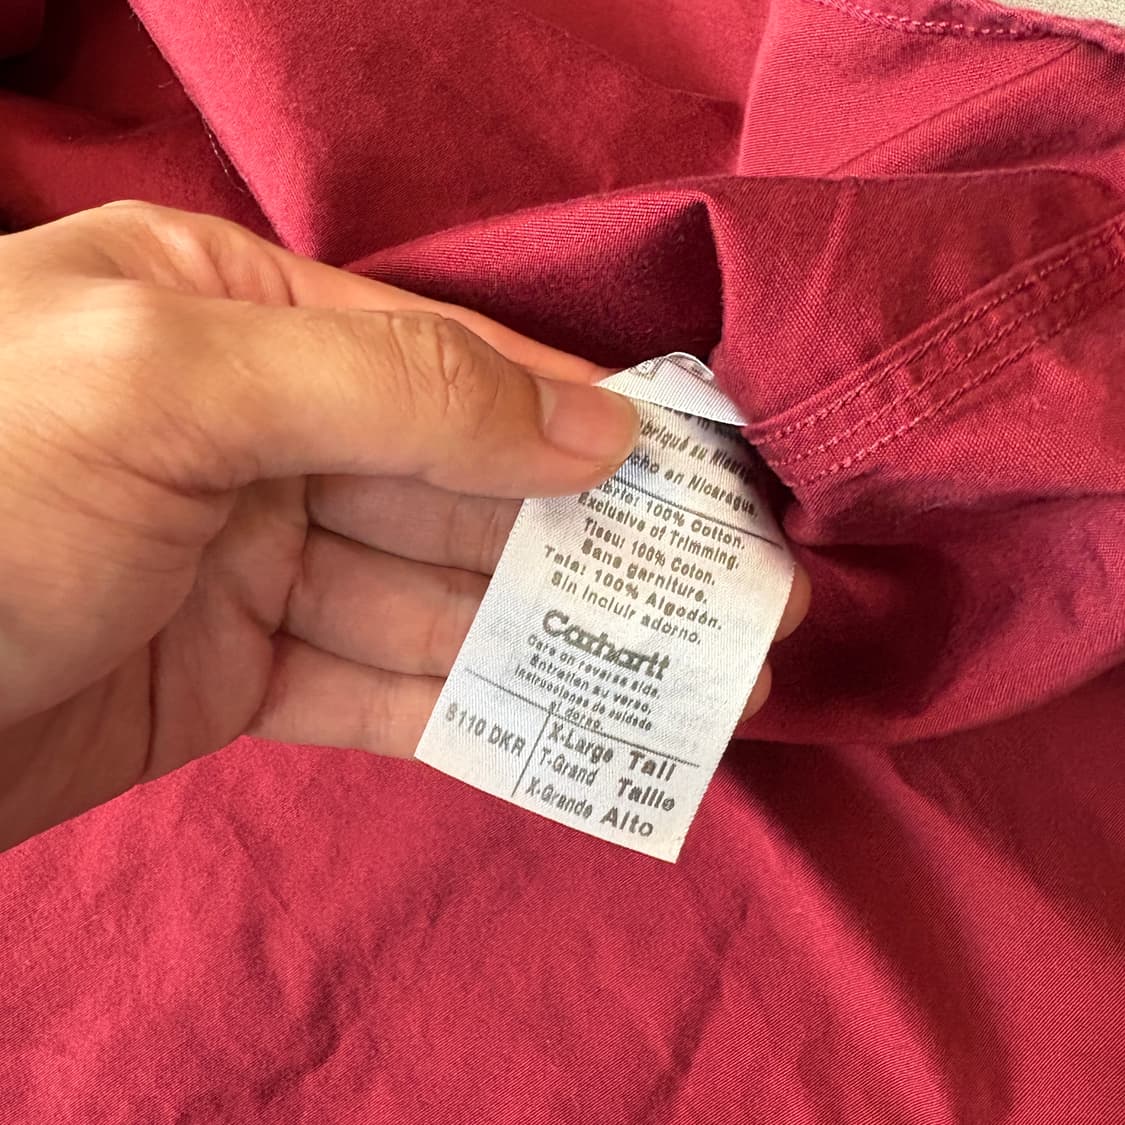 en Nicaragua.
100% Cotton.
Exclusive of Trimming.
Tissu: 100% Coton.
Sans garniture.
Tela: 100% Algodón.
Sin incluir adorno.
Carhartt
Care on reverse side.
Entretien au verso.
Instrucciones de cuidado
al dorso.
S110 DKR
X-Large Tall
T-Grand Taille
X-Grande Alto